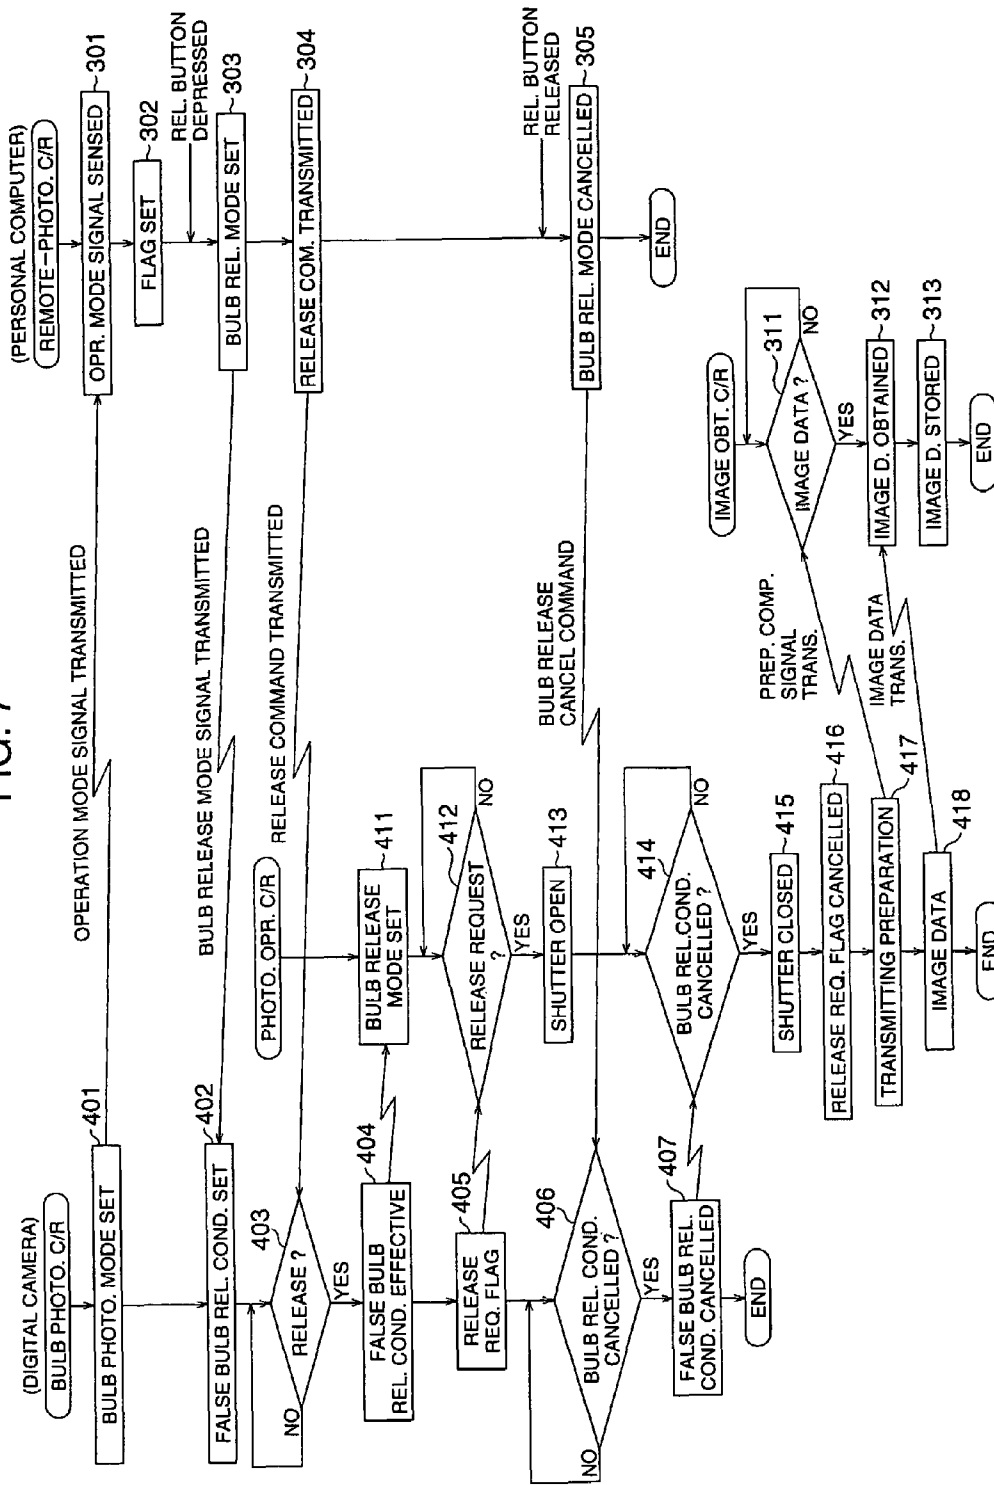 FIG. 7
(DIGITAL CAMERA)
BULB PHOTO. C/R
BULB PHOTO. MODE SET
401
OPERATION MODE SIGNAL TRANSMITTED
FALSE BULB REL. COND. SET
402
BULB RELEASE MODE SIGNAL TRANSMITTED
RELEASE ?
403
NO
YES
RELEASE COMMAND TRANSMITTED
FALSE BULB
REL. COND. EFFECTIVE
404
RELEASE
REQ. FLAG
405
BULB REL. COND.
CANCELLED ?
406
NO
YES
BULB RELEASE
CANCEL COMMAND
FALSE BULB REL.
COND. CANCELLED
407
END
PHOTO. OPR. C/R
BULB RELEASE
MODE SET
411
RELEASE REQUEST
?
412
NO
YES
SHUTTER OPEN
413
BULB REL.COND.
CANCELLED ?
414
NO
YES
SHUTTER CLOSED
415
RELEASE REQ. FLAG CANCELLED
416
TRANSMITTING PREPARATION
417
IMAGE DATA
418
END
PREP. COMP.
SIGNAL
TRANS.
IMAGE DATA
TRANS.
(PERSONAL COMPUTER)
REMOTE-PHOTO. C/R
OPR. MODE SIGNAL SENSED
301
FLAG SET
302
REL. BUTTON
DEPRESSED
BULB REL. MODE SET
303
RELEASE COM. TRANSMITTED
304
REL. BUTTON
RELEASED
BULB REL. MODE CANCELLED
305
END
IMAGE OBT. C/R
IMAGE DATA ?
311
NO
YES
IMAGE D. OBTAINED
312
IMAGE D. STORED
313
END